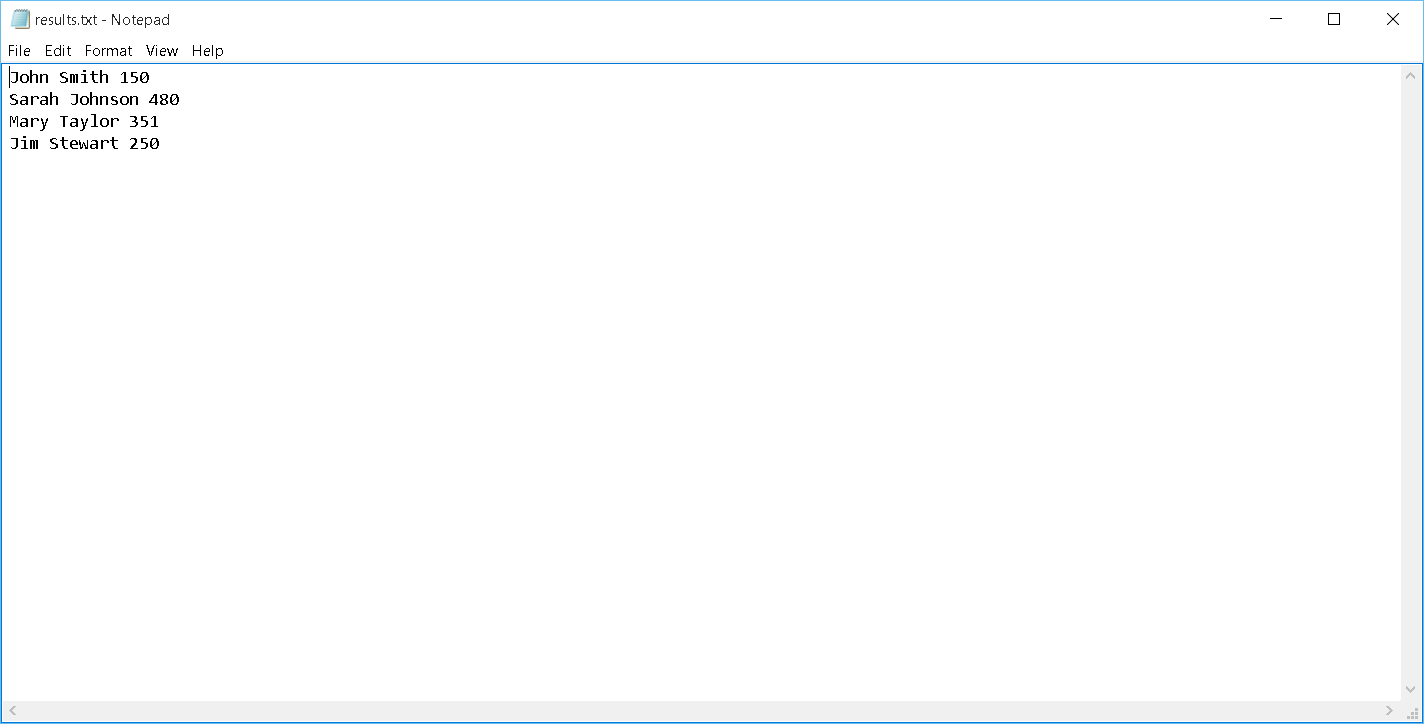 results.txt - Notepad
File Edit Format View Help
John Smith 150
Sarah Johnson 480
Mary Taylor 351
Jim Stewart 250